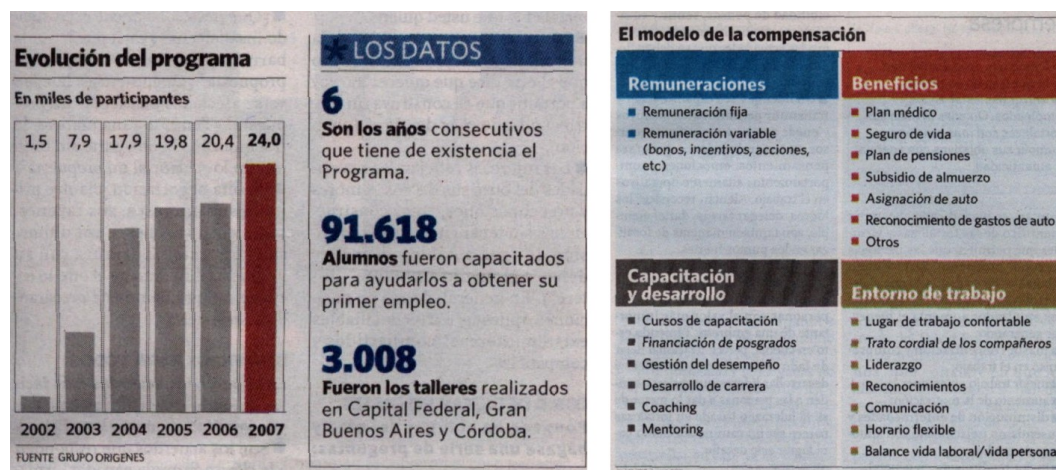 Evolución del programa
En miles de participantes
1,5 7,9 17,9 19,8 20,4 24,0
2002 2003 2004 2005 2006 2007
FUENTE GRUPO ORIGENES
* LOS DATOS
6
Son los años consecutivos
que tiene de existencia el
Programa.
91.618
Alumnos fueron capacitados
para ayudarlos a obtener su
primer empleo.
3.008
Fueron los talleres realizados
en Capital Federal, Gran
Buenos Aires y Córdoba.
El modelo de la compensación
Remuneraciones
Remuneración fija
Remuneración variable
(bonos, incentivos, acciones,
etc)
Beneficios
Plan médico
Seguro de vida
Plan de pensiones
Subsidio de almuerzo
Asignación de auto
Reconocimiento de gastos de auto
Otros
Capacitación
y desarrollo
Cursos de capacitación
Financiación de posgrados
Gestión del desempeño
Desarrollo de carrera
Coaching
Mentoring
Entorno de trabajo
Lugar de trabajo confortable
Trato cordial de los compañeros
Liderazgo
Reconocimientos
Comunicación
Horario flexible
Balance vida laboral/vida persona